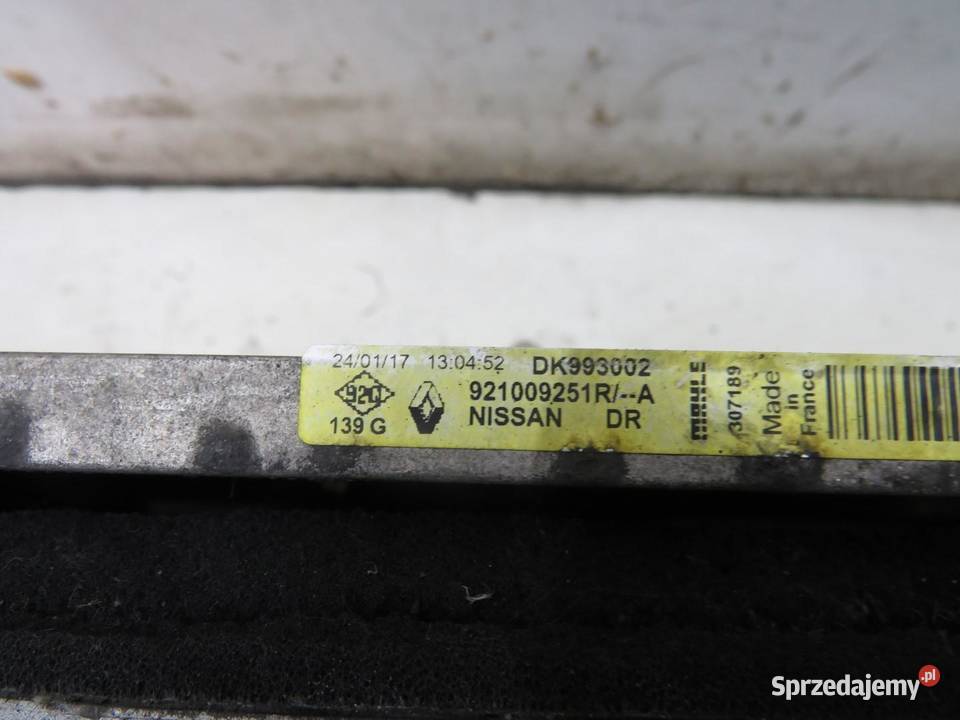 24/01/17 13:04:52 DK993002
920 921009251R/--A
139 G NISSAN DR
MAHLE
307189
Made
in
France
Sprzedajemy.pl